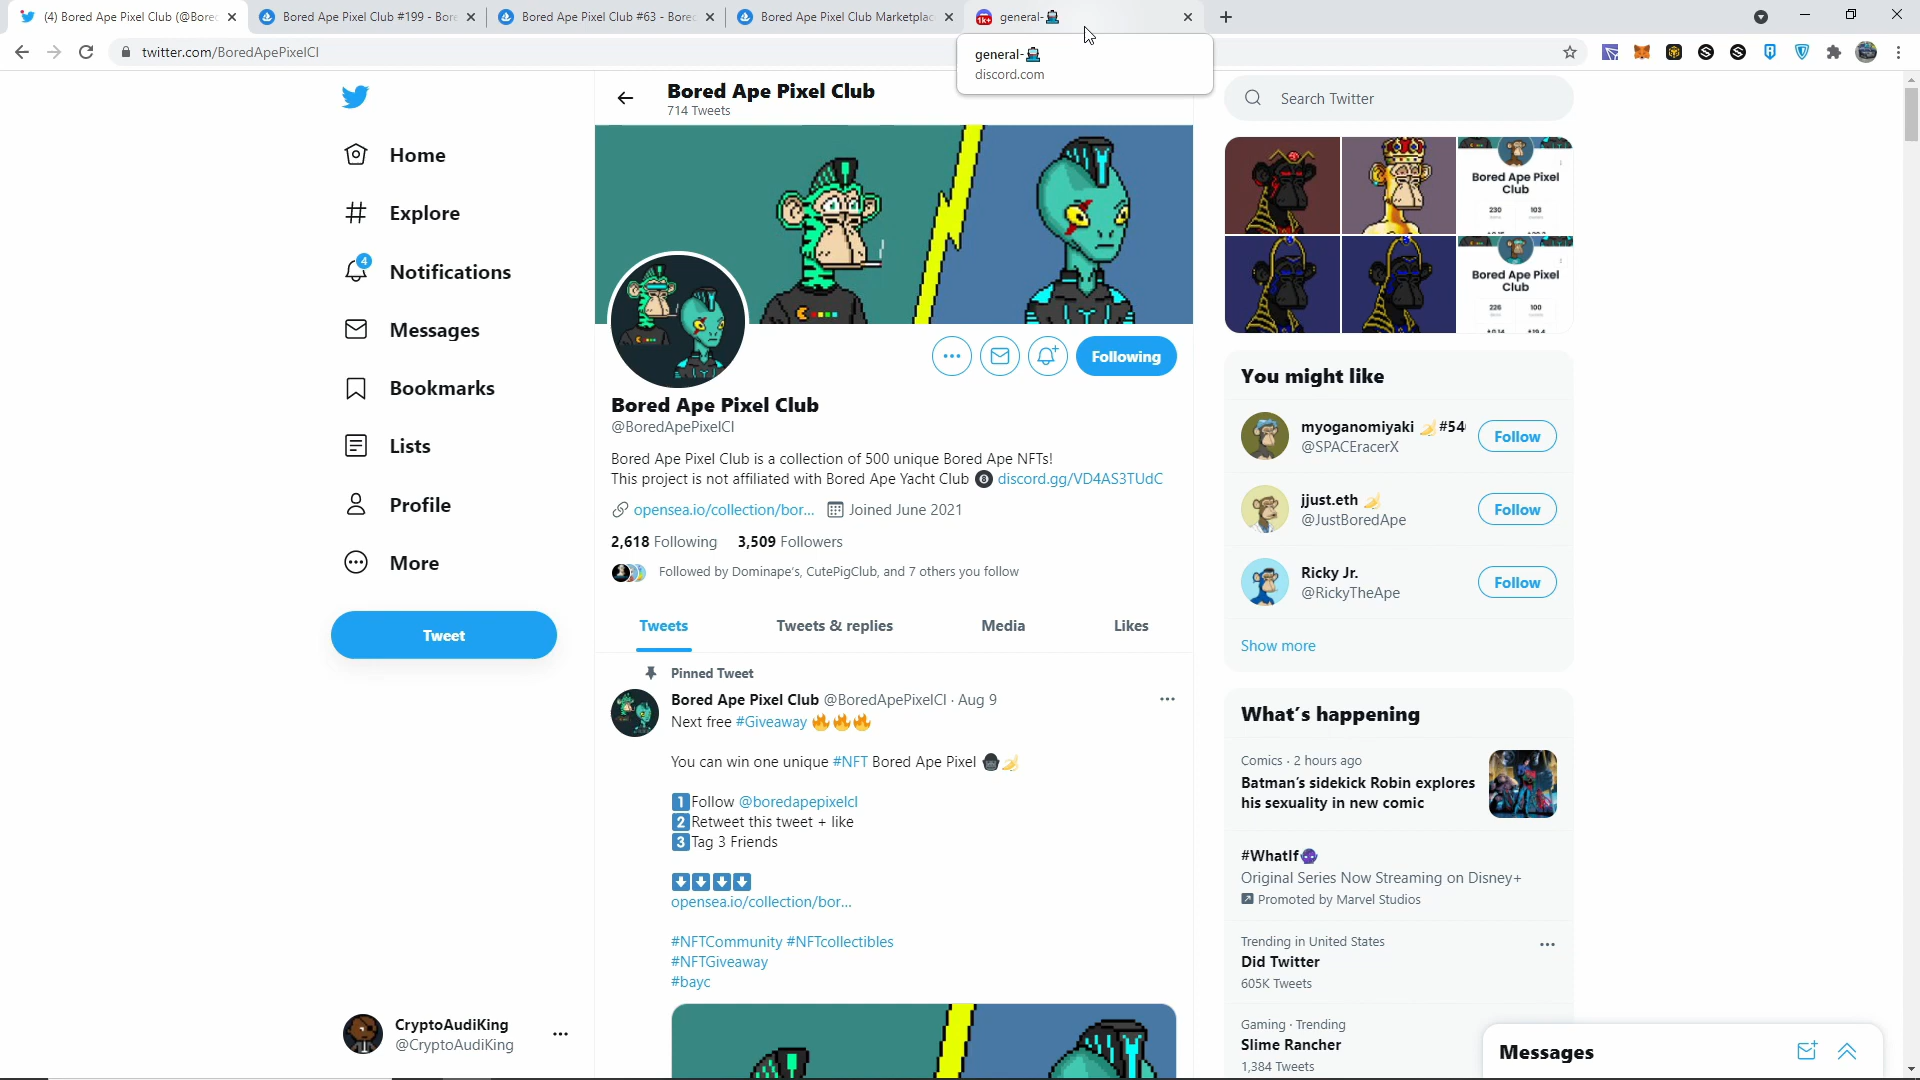 (4) Bored Ape Pixel Club (@Bored
Bored Ape Pixel Club #199 - Bore
Bored Ape Pixel Club #63 - Bored
Bored Ape Pixel Club Marketplac
1k+
general-
twitter.com/BoredApePixelCl
general-
discord.com
Bored Ape Pixel Club
714 Tweets
Home
Explore
4
Notifications
Messages
Bookmarks
Lists
Profile
More
Tweet
CryptoAudiKing
@CryptoAudiKing
Following
Bored Ape Pixel Club
@BoredApePixelCl
Bored Ape Pixel Club is a collection of 500 unique Bored Ape NFTs!
This project is not affiliated with Bored Ape Yacht Club discord.gg/VD4AS3TUdC
opensea.io/collection/bor... Joined June 2021
2,618 Following 3,509 Followers
Followed by Dominape's, CutePigClub, and 7 others you follow
Tweets Tweets & replies Media Likes
Pinned Tweet
Bored Ape Pixel Club @BoredApePixelCl · Aug 9
Next free #Giveaway 🔥🔥🔥
You can win one unique #NFT Bored Ape Pixel
1 Follow @boredapepixelcl
2 Retweet this tweet + like
3 Tag 3 Friends
⬇⬇⬇⬇
opensea.io/collection/bor...
#NFTCommunity #NFTcollectibles
#NFTGiveaway
#bayc
Search Twitter
Bored Ape Pixel
Club
230 103
Bored Ape Pixel
Club
226 100
You might like
myoganomiyaki 🍌#54
@SPACEracerX
Follow
jjust.eth 🍌
@JustBoredApe
Follow
Ricky Jr.
@RickyTheApe
Follow
Show more
What's happening
Comics · 2 hours ago
Batman's sidekick Robin explores
his sexuality in new comic
#WhatIf
Original Series Now Streaming on Disney+
Promoted by Marvel Studios
Trending in United States
Did Twitter
605K Tweets
Gaming · Trending
Slime Rancher
1,384 Tweets
Messages